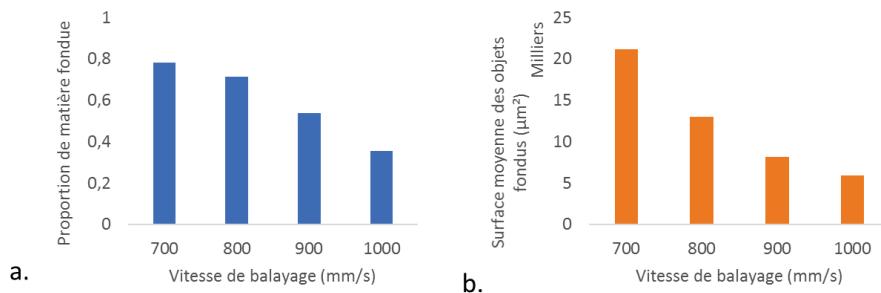 Proportion de matière fondue
1
0,8
0,6
0,4
0,2
0
700 800 900 1000
Vitesse de balayage (mm/s)
a.
Surface moyenne des objets
fondus (µm²)
Milliers
25
20
15
10
5
0
700 800 900 1000
Vitesse de balayage (mm/s)
b.